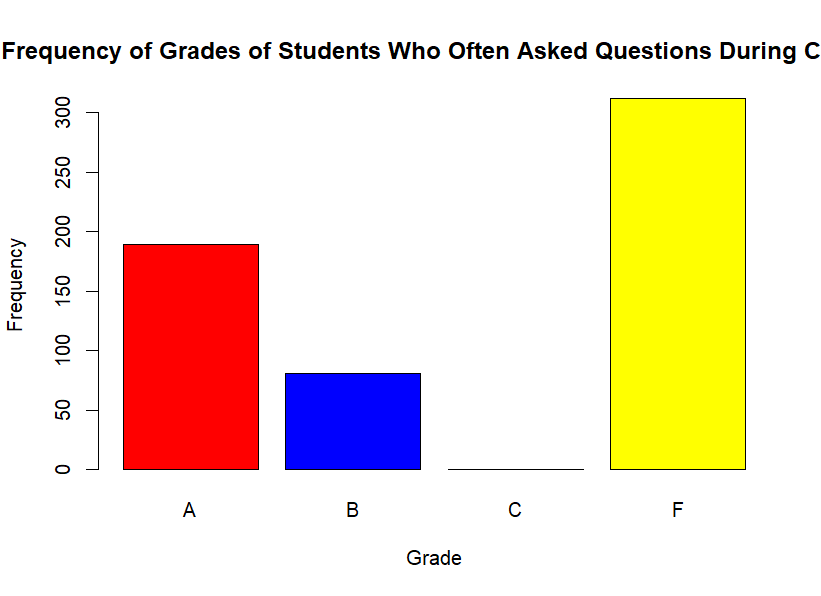 Frequency of Grades of Students Who Often Asked Questions During C
Frequency
300
250
200
150
100
50
0
A B C F
Grade